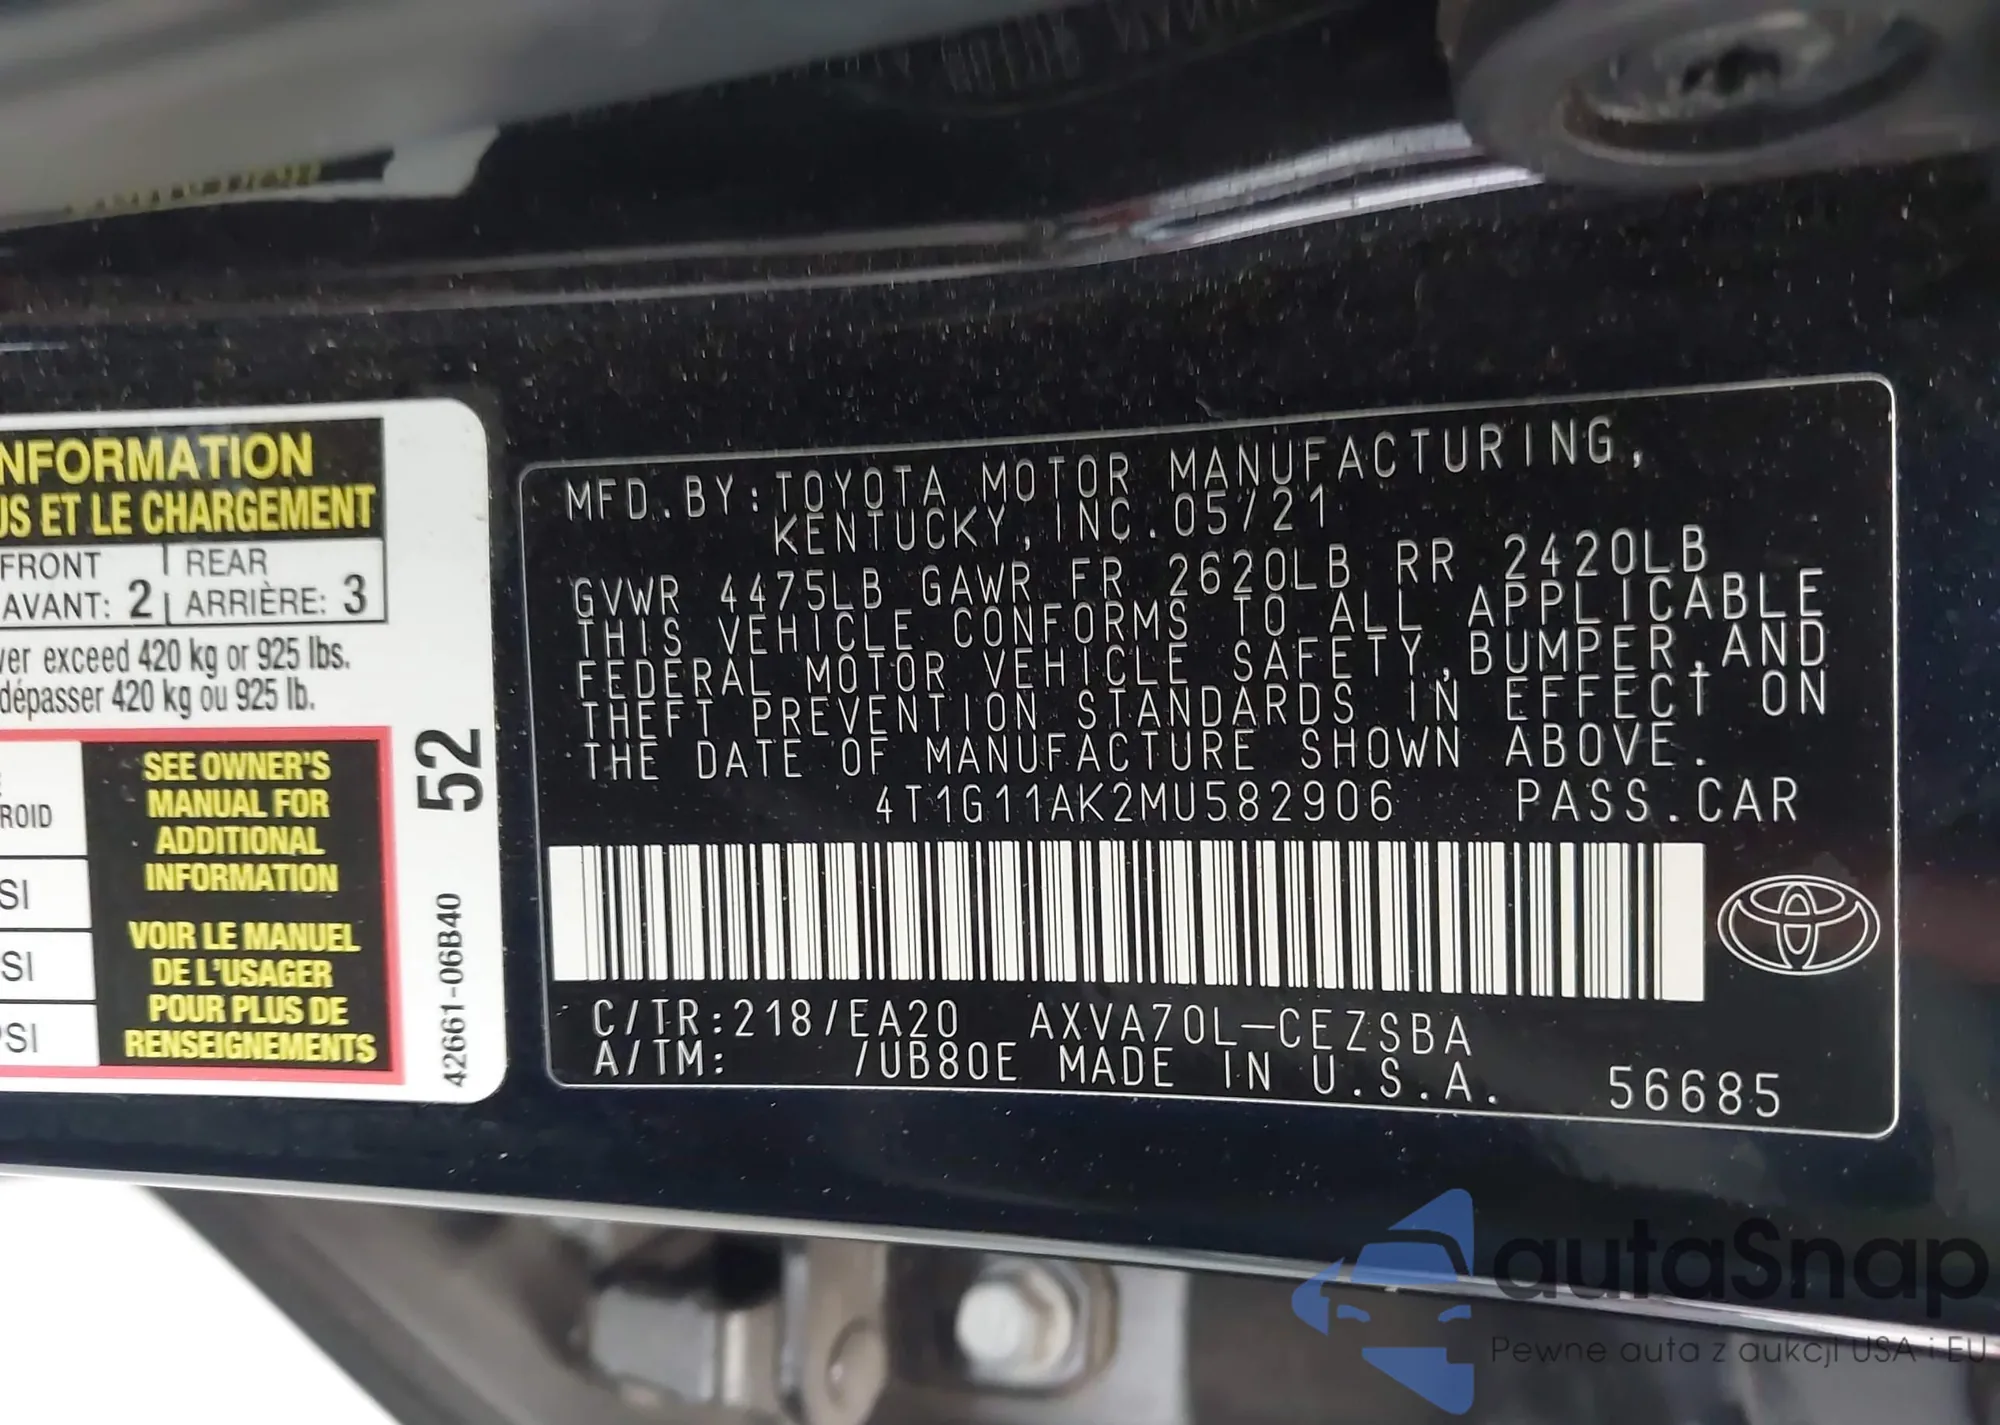 NFORMATION
US ET LE CHARGEMENT
FRONT REAR
AVANT: 2 ARRIÈRE: 3
ver exceed 420 kg or 925 lbs.
dépasser 420 kg ou 925 lb.
ROID
SI
SI
PSI
SEE OWNER'S
MANUAL FOR
ADDITIONAL
INFORMATION
VOIR LE MANUEL
DE L'USAGER
POUR PLUS DE
RENSEIGNEMENTS
52
42661-06B40
MFD.BY:TOYOTA MOTOR MANUFACTURING,
KENTUCKY,INC.05/21
GVWR 4475LB GAWR FR 2620LB RR 2420LB
THIS VEHICLE CONFORMS TO ALL APPLICABLE
FEDERAL MOTOR VEHICLE SAFETY,BUMPER,AND
THEFT PREVENTION STANDARDS IN EFFECT ON
THE DATE OF MANUFACTURE SHOWN ABOVE.
4T1G11AK2MU582906 PASS.CAR
C/TR:218/EA20 AXVA70L-CEZSBA
A/TM: /UB80E MADE IN U.S.A. 56685
autaSnap
Pewne auta z aukcji USA i EU